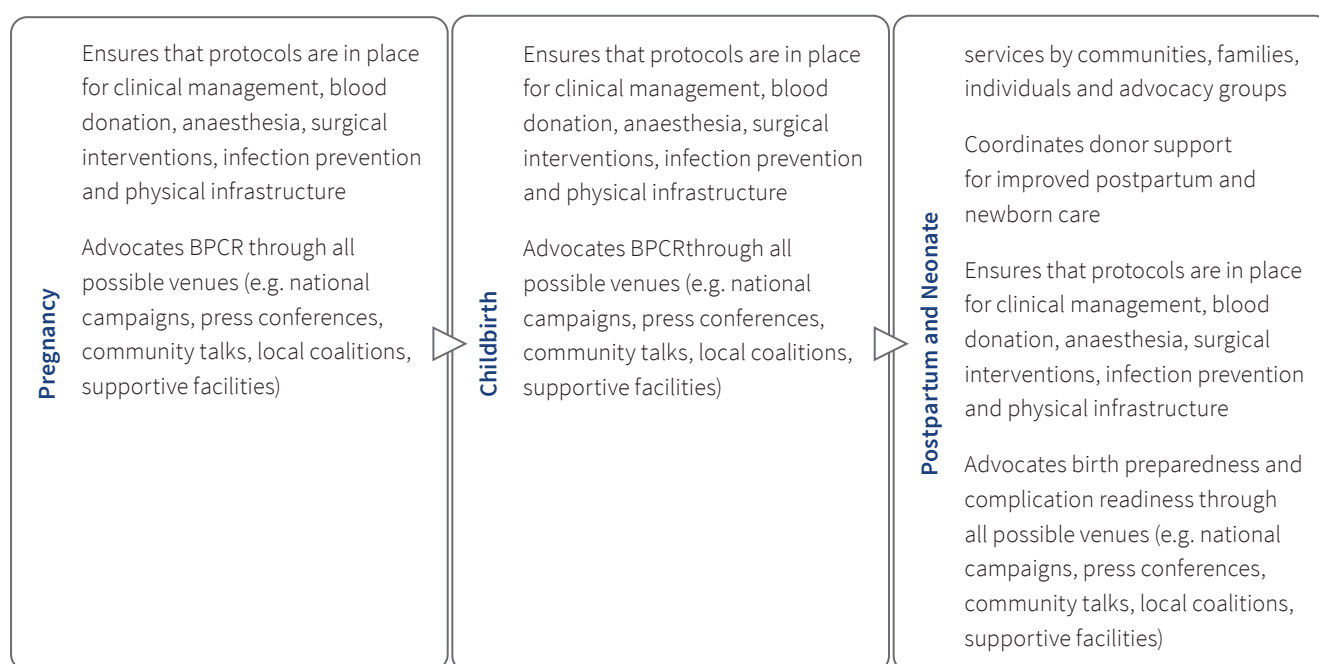 Pregnancy
Ensures that protocols are in place
for clinical management, blood
donation, anaesthesia, surgical
interventions, infection prevention
and physical infrastructure
Advocates BPCR through all
possible venues (e.g. national
campaigns, press conferences,
community talks, local coalitions,
supportive facilities)
Childbirth
Ensures that protocols are in place
for clinical management, blood
donation, anaesthesia, surgical
interventions, infection prevention
and physical infrastructure
Advocates BPCRthrough all
possible venues (e.g. national
campaigns, press conferences,
community talks, local coalitions,
supportive facilities)
Postpartum and Neonate
services by communities, families,
individuals and advocacy groups
Coordinates donor support
for improved postpartum and
newborn care
Ensures that protocols are in place
for clinical management, blood
donation, anaesthesia, surgical
interventions, infection prevention
and physical infrastructure
Advocates birth preparedness and
complication readiness through
all possible venues (e.g. national
campaigns, press conferences,
community talks, local coalitions,
supportive facilities)